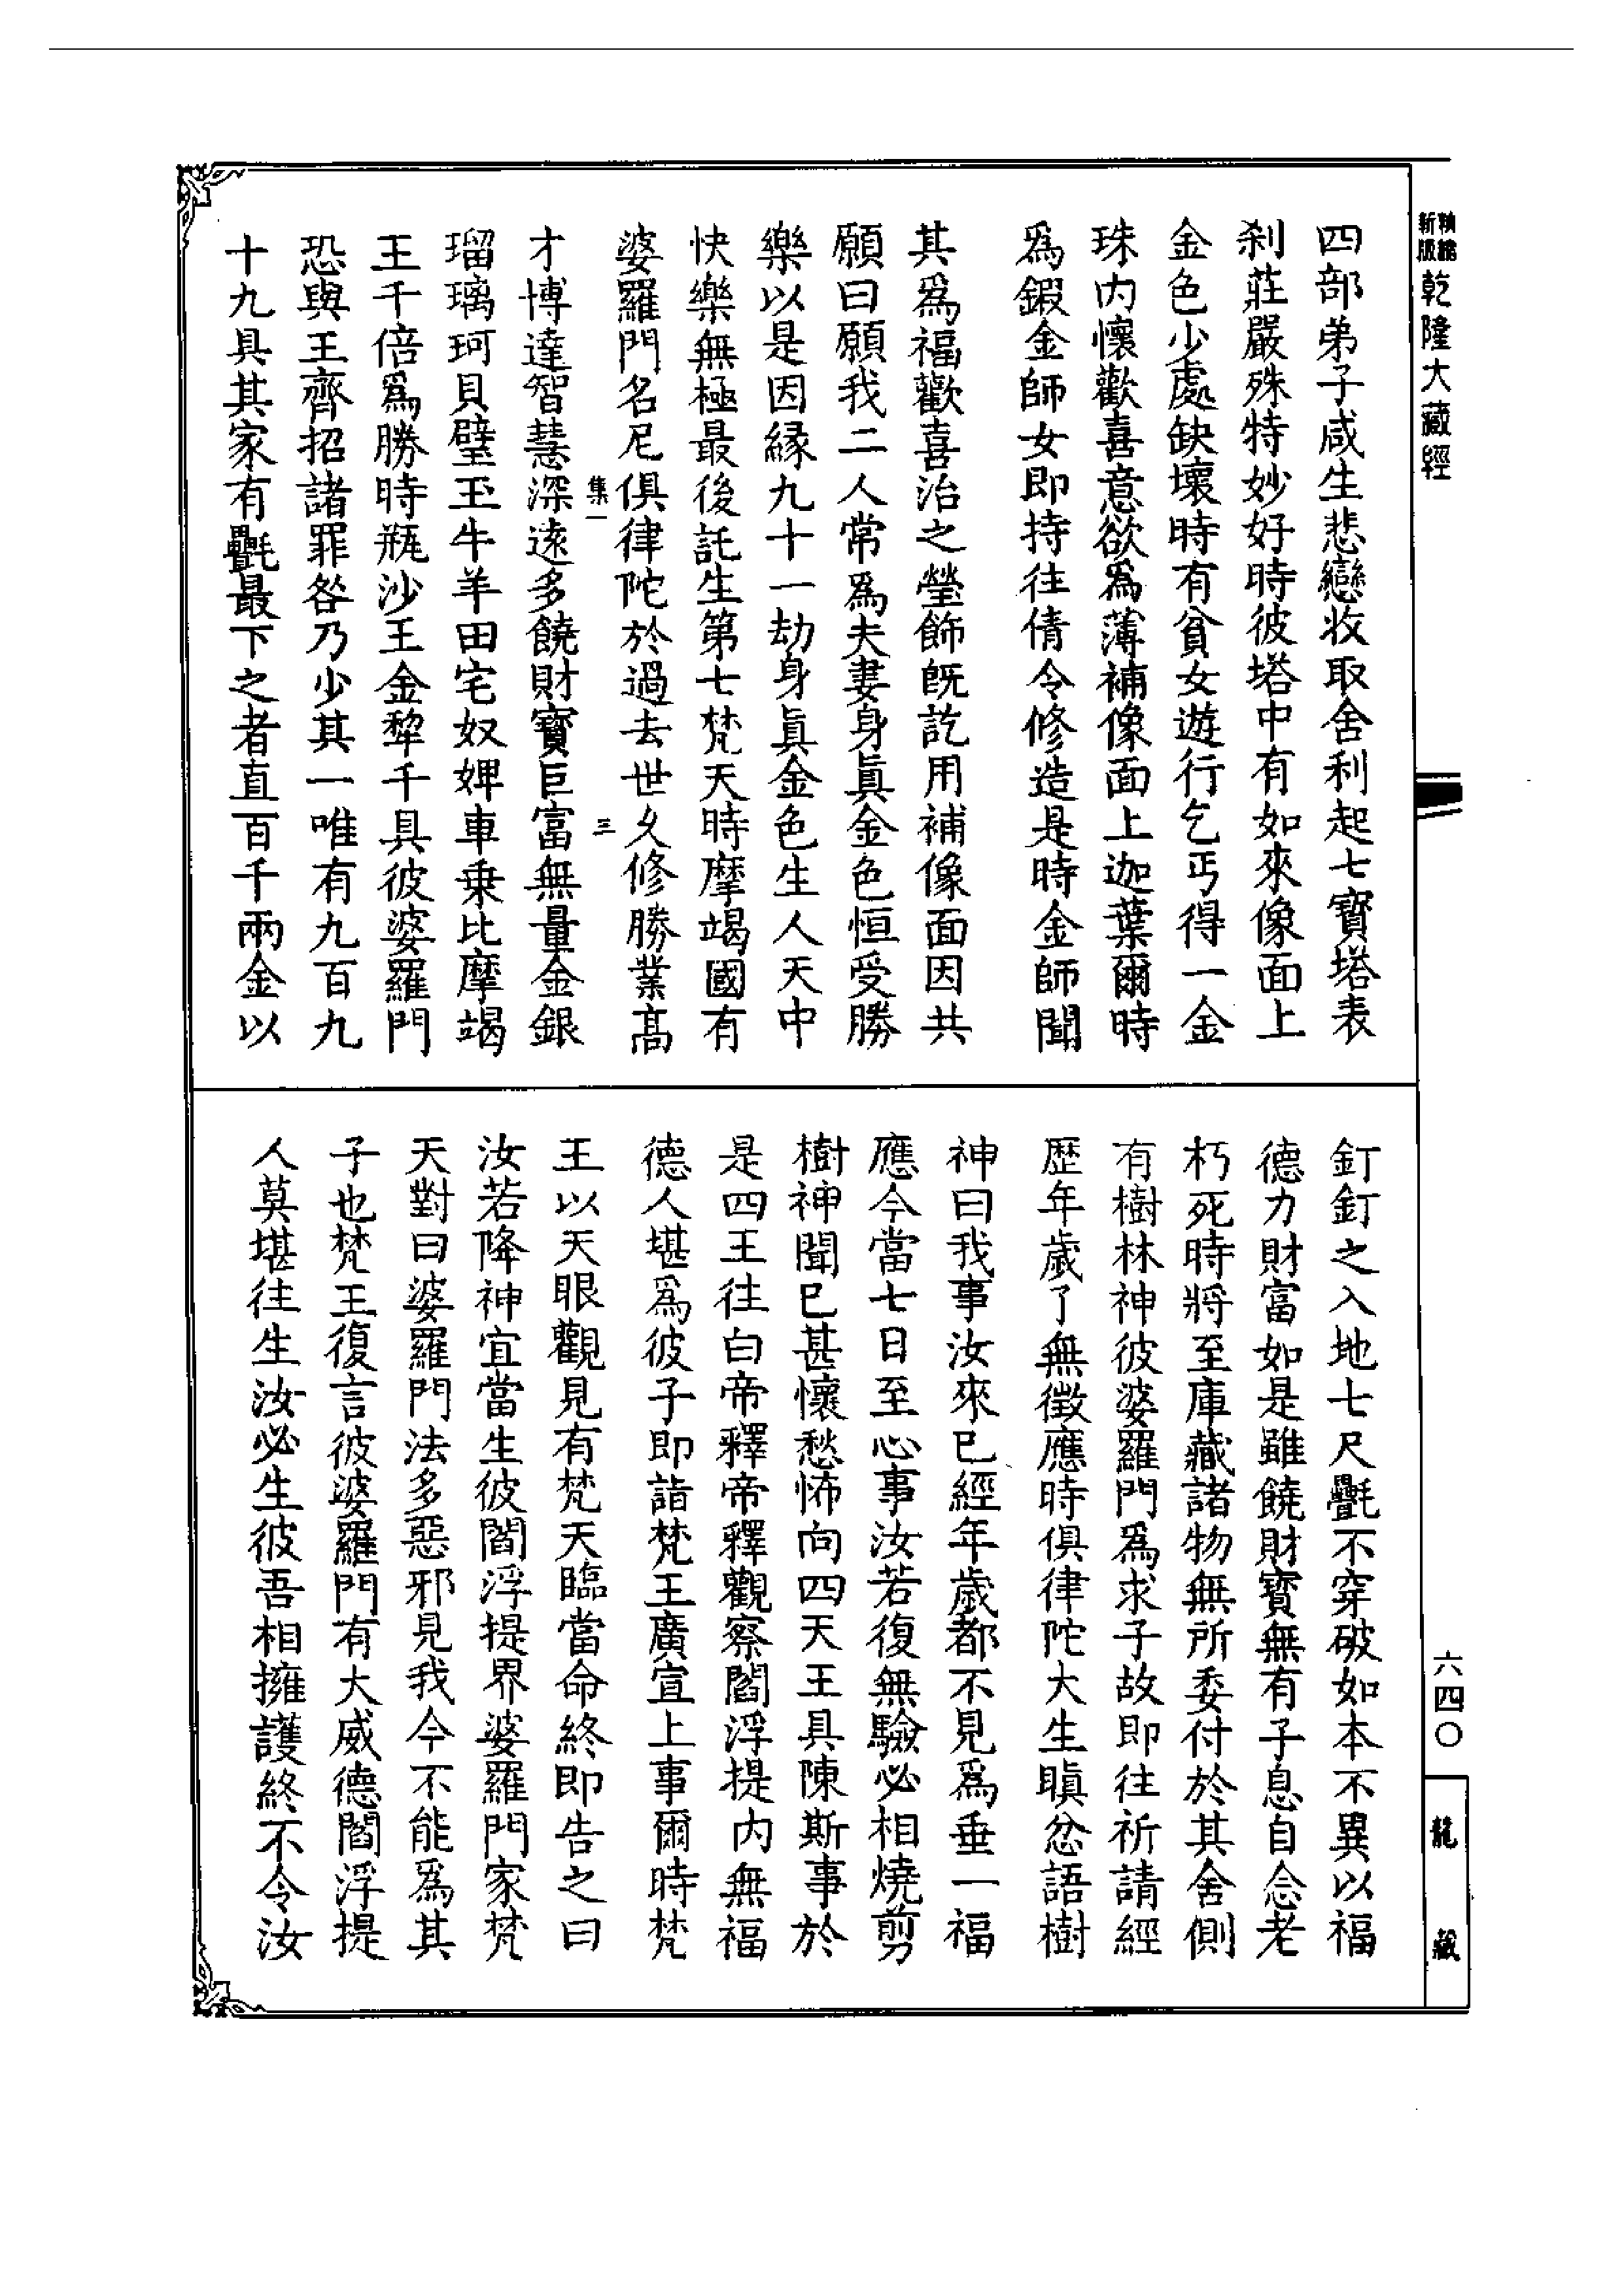 精縮
新版
乾隆大藏經
四部弟子咸生悲戀收取舍利起七寶塔表
刹莊嚴殊特妙好時彼塔中有如來像面上
金色少處缺壞時有貧女遊行乞丐得一金
珠內懷歡喜意欲爲薄補像面上迦葉爾時
爲鍛金師女即持往倩令修造是時金師聞
其爲福歡喜治之瑩飾旣訖用補像面因共
願曰願我二人常爲夫妻身眞金色恒受勝
樂以是因緣九十一劫身眞金色生人天中
快樂無極最後託生第七梵天時摩竭國有
婆羅門名尼俱律陀於過去世久修勝業高
集一
三
才博達智慧深遠多饒財寶巨富無量金銀
瑠璃珂貝璧玉牛羊田宅奴婢車乗比摩竭
王千倍爲勝時瓶沙王金犂千具彼婆羅門
恐與王齊招諸罪咎乃少其一唯有九百九
十九具其家有㲲最下之者直百千兩金以
釘釘之入地七尺㲲不穿破如本不異以福
德力財富如是雖饒財寶無有子息自念老
朽死時將至庫藏諸物無所委付於其舍側
有樹林神彼婆羅門爲求子故即往祈請經
歷年歲了無徵應時俱律陀大生瞋忿語樹
神曰我事汝來已經年歲都不見爲垂一福
應今當七日至心事汝若復無驗必相燒剪
樹神聞已甚懷愁怖向四天王具陳斯事於
是四王往白帝釋帝釋觀察閻浮提內無福
德人堪爲彼子即詣梵王廣宣上事爾時梵
王以天眼觀見有梵天臨當命終即告之曰
汝若降神宜當生彼閻浮提界婆羅門家梵
天對曰婆羅門法多惡邪見我今不能爲其
子也梵王復言彼婆羅門有大威德閻浮提
人莫堪往生汝必生彼吾相擁護終不令汝
六四〇
龍藏